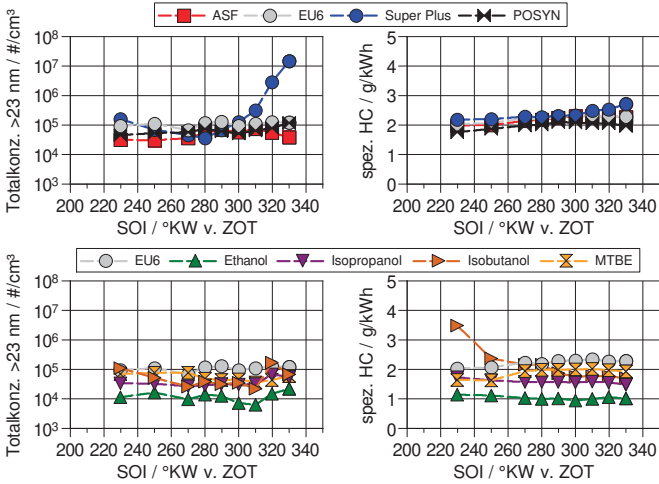 ASF EU6 Super Plus POSYN
Totalkonz. >23 nm / #/cm³
10⁸
10⁷
10⁶
10⁵
10⁴
10³
200 220 240 260 280 300 320 340
SOI / °KW v. ZOT
spez. HC / g/kWh
5
4
3
2
1
0
200 220 240 260 280 300 320 340
SOI / °KW v. ZOT
EU6 Ethanol Isopropanol Isobutanol MTBE
Totalkonz. >23 nm / #/cm³
10⁸
10⁷
10⁶
10⁵
10⁴
10³
200 220 240 260 280 300 320 340
SOI / °KW v. ZOT
spez. HC / g/kWh
5
4
3
2
1
0
200 220 240 260 280 300 320 340
SOI / °KW v. ZOT